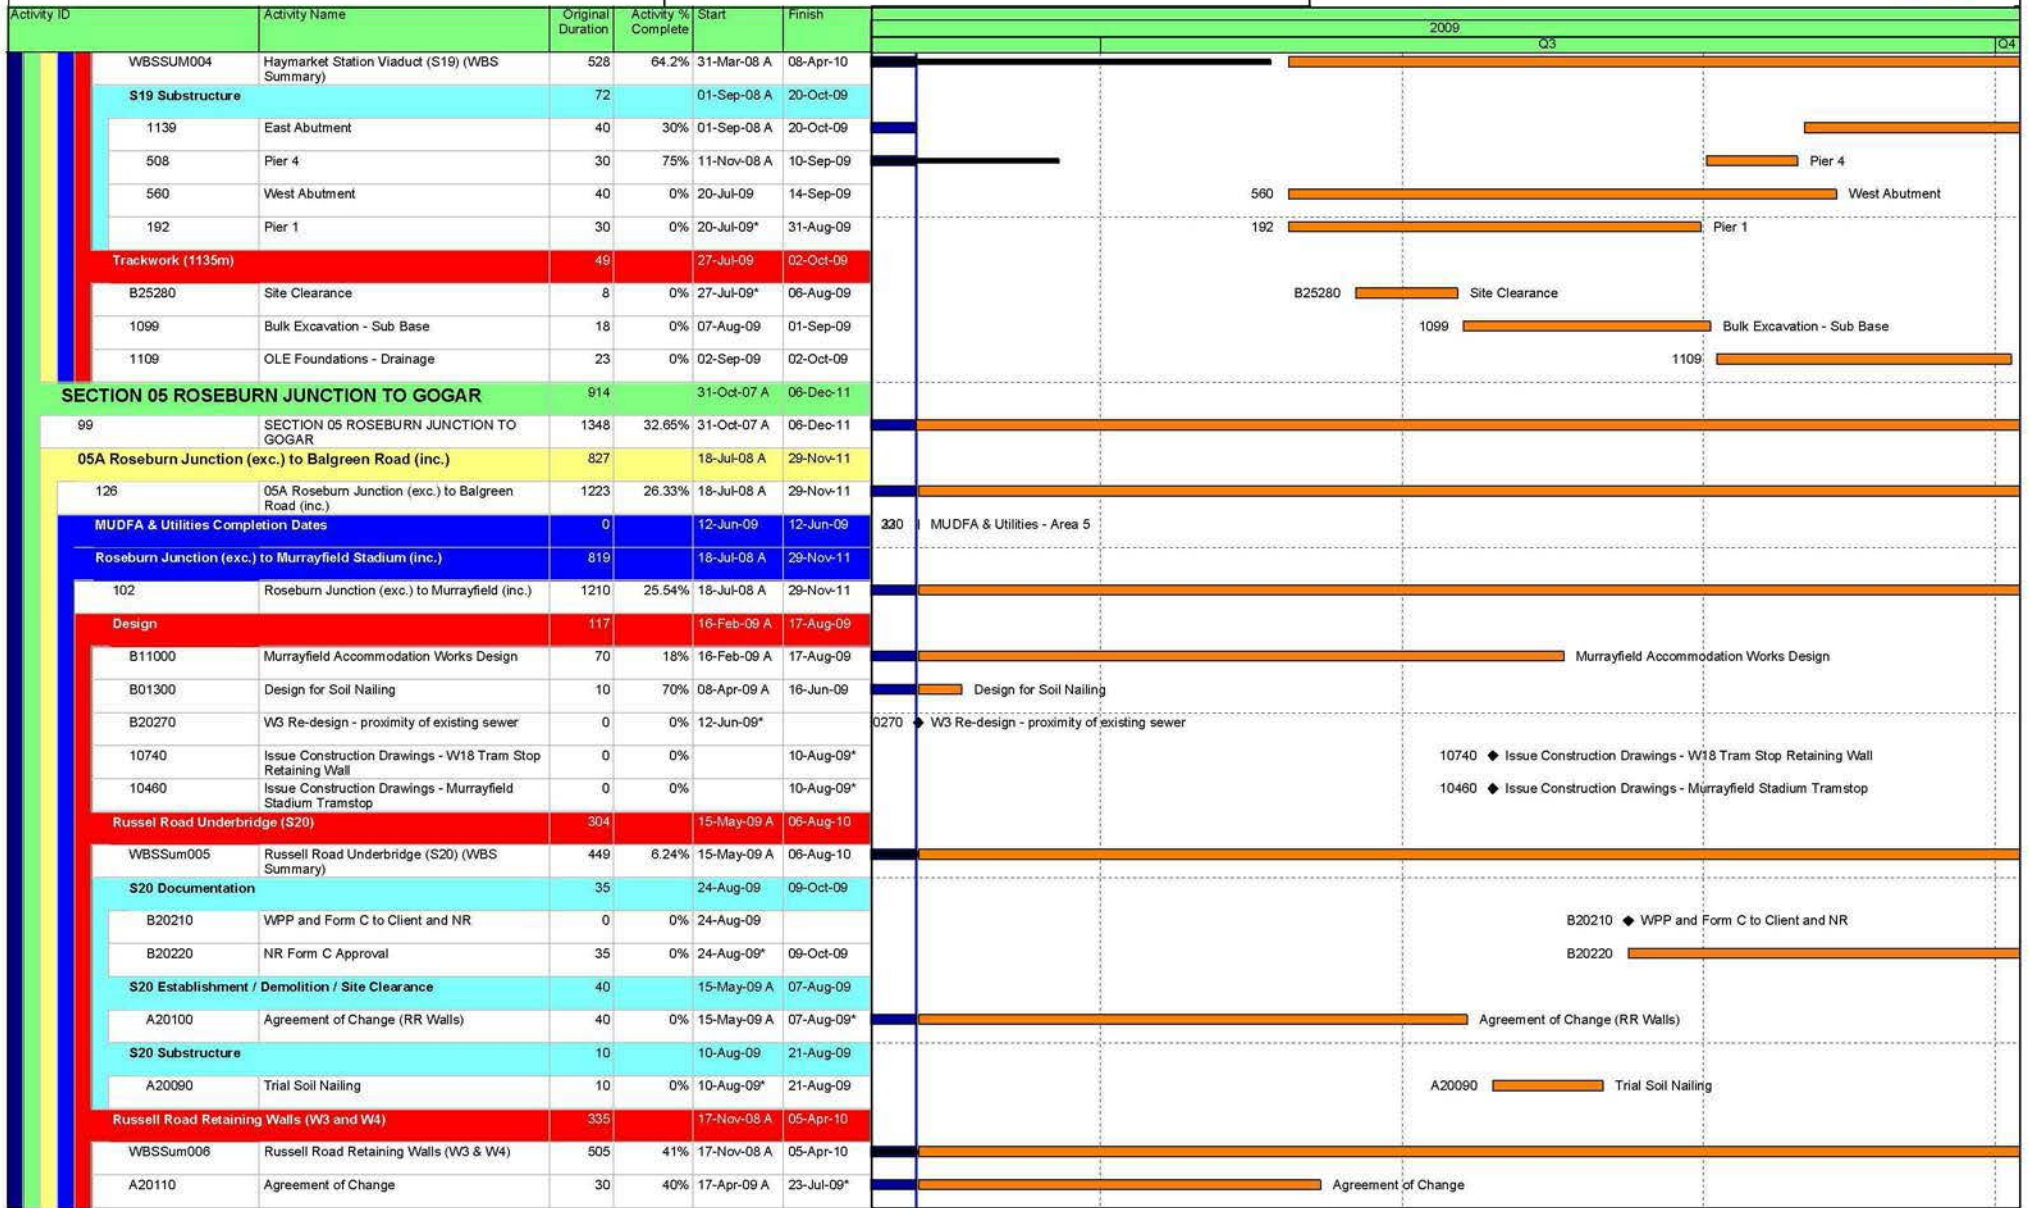 Activity ID Activity Name Original Duration Activity % Complete Start Finish
2009
Q3 Q4
WBSSUM004 Haymarket Station Viaduct (S19) (WBS Summary) 528 64.2% 31-Mar-08 A 08-Apr-10
S19 Substructure 72 01-Sep-08 A 20-Oct-09
1139 East Abutment 40 30% 01-Sep-08 A 20-Oct-09
508 Pier 4 30 75% 11-Nov-08 A 10-Sep-09 Pier 4
560 West Abutment 40 0% 20-Jul-09 14-Sep-09 560 West Abutment
192 Pier 1 30 0% 20-Jul-09* 31-Aug-09 192 Pier 1
Trackwork (1135m) 49 27-Jul-09 02-Oct-09
B25280 Site Clearance 8 0% 27-Jul-09* 06-Aug-09 B25280 Site Clearance
1099 Bulk Excavation - Sub Base 18 0% 07-Aug-09 01-Sep-09 1099 Bulk Excavation - Sub Base
1109 OLE Foundations - Drainage 23 0% 02-Sep-09 02-Oct-09 1109
SECTION 05 ROSEBURN JUNCTION TO GOGAR 914 31-Oct-07 A 06-Dec-11
99 SECTION 05 ROSEBURN JUNCTION TO GOGAR 1348 32.65% 31-Oct-07 A 06-Dec-11
05A Roseburn Junction (exc.) to Balgreen Road (inc.) 827 18-Jul-08 A 29-Nov-11
126 05A Roseburn Junction (exc.) to Balgreen Road (inc.) 1223 26.33% 18-Jul-08 A 29-Nov-11
MUDFA & Utilities Completion Dates 0 12-Jun-09 12-Jun-09 MUDFA & Utilities - Area 5
Roseburn Junction (exc.) to Murrayfield Stadium (inc.) 819 18-Jul-08 A 29-Nov-11
102 Roseburn Junction (exc.) to Murrayfield (inc.) 1210 25.54% 18-Jul-08 A 29-Nov-11
Design 117 16-Feb-09 A 17-Aug-09
B11000 Murrayfield Accommodation Works Design 70 18% 16-Feb-09 A 17-Aug-09 Murrayfield Accommodation Works Design
B01300 Design for Soil Nailing 10 70% 08-Apr-09 A 16-Jun-09 Design for Soil Nailing
B20270 W3 Re-design - proximity of existing sewer 0 0% 12-Jun-09* 0270 W3 Re-design - proximity of existing sewer
10740 Issue Construction Drawings - W18 Tram Stop Retaining Wall 0 0% 10-Aug-09* 10740 Issue Construction Drawings - W18 Tram Stop Retaining Wall
10460 Issue Construction Drawings - Murrayfield Stadium Tramstop 0 0% 10-Aug-09* 10460 Issue Construction Drawings - Murrayfield Stadium Tramstop
Russel Road Underbridge (S20) 304 15-May-09 A 06-Aug-10
WBSSum005 Russell Road Underbridge (S20) (WBS Summary) 449 6.24% 15-May-09 A 06-Aug-10
S20 Documentation 35 24-Aug-09 09-Oct-09
B20210 WPP and Form C to Client and NR 0 0% 24-Aug-09 B20210 WPP and Form C to Client and NR
B20220 NR Form C Approval 35 0% 24-Aug-09* 09-Oct-09 B20220
S20 Establishment / Demolition / Site Clearance 40 15-May-09 A 07-Aug-09
A20100 Agreement of Change (RR Walls) 40 0% 15-May-09 A 07-Aug-09* Agreement of Change (RR Walls)
S20 Substructure 10 10-Aug-09 21-Aug-09
A20090 Trial Soil Nailing 10 0% 10-Aug-09* 21-Aug-09 A20090 Trial Soil Nailing
Russell Road Retaining Walls (W3 and W4) 335 17-Nov-08 A 05-Apr-10
WBSSum006 Russell Road Retaining Walls (W3 & W4) 505 41% 17-Nov-08 A 05-Apr-10
A20110 Agreement of Change 30 40% 17-Apr-09 A 23-Jul-09* Agreement of Change